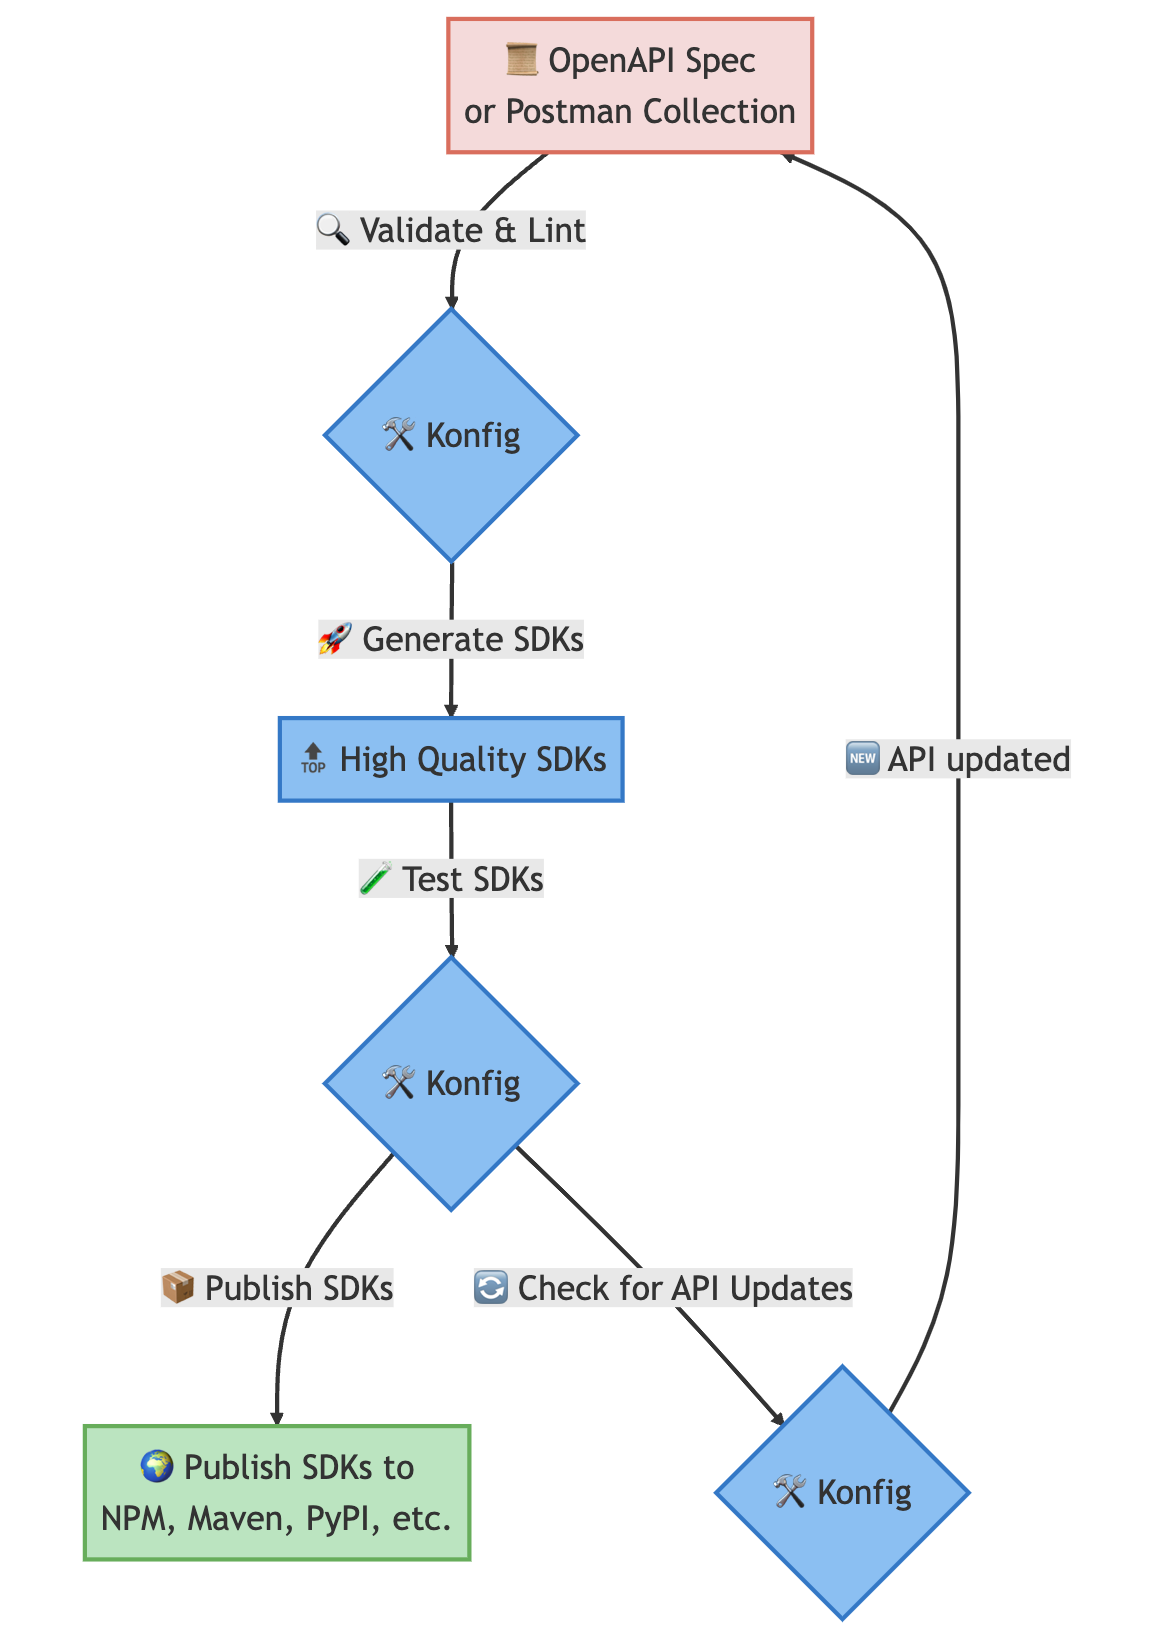 📜 OpenAPI Spec
or Postman Collection
🔍 Validate & Lint
🛠 Konfig
🚀 Generate SDKs
🔝 High Quality SDKs
🆕 API updated
🧪 Test SDKs
🛠 Konfig
📦 Publish SDKs
🔄 Check for API Updates
🌍 Publish SDKs to
NPM, Maven, PyPI, etc.
🛠 Konfig